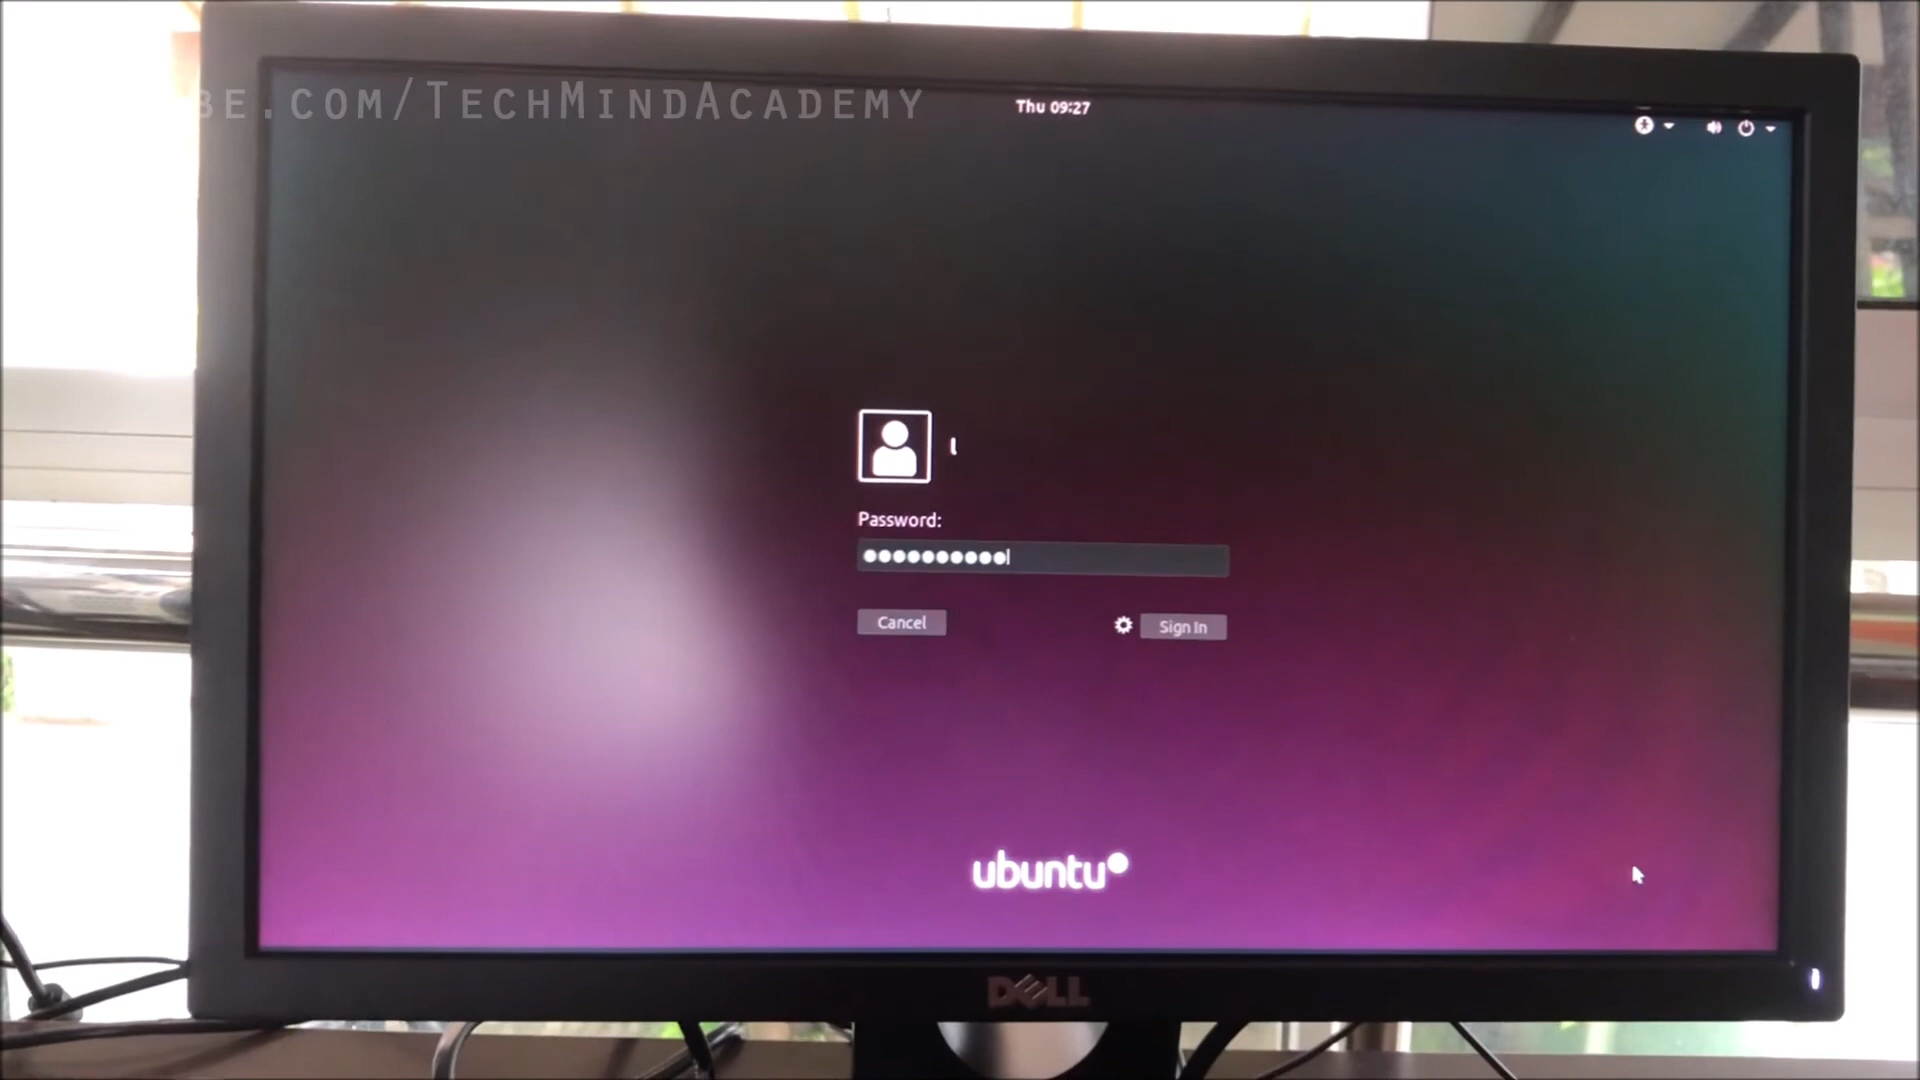 BE.COM/TECHMINDACADEMY
Thu 09:27
l
Password:
Cancel
Sign In
ubuntu
DELL